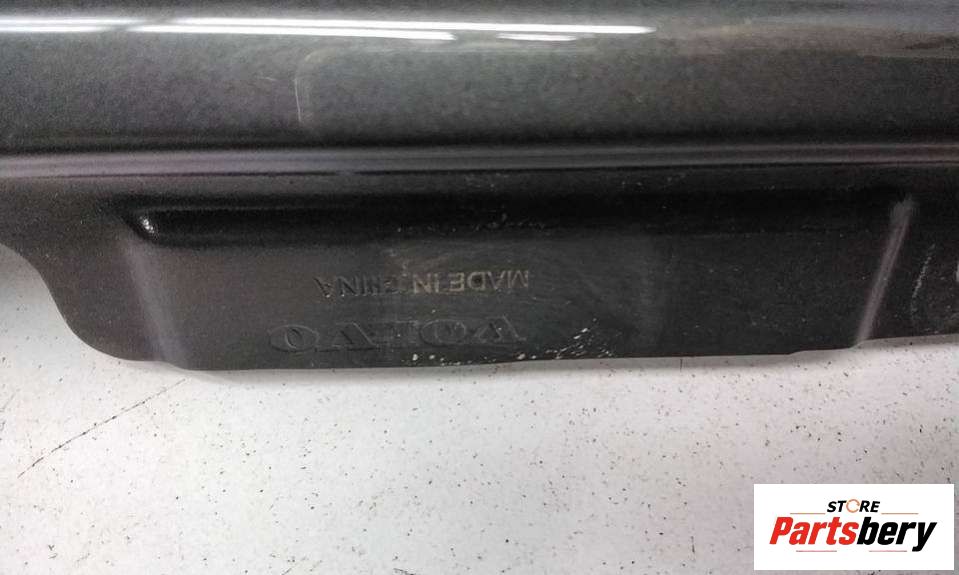 MADE IN CHINA
VOLVO
STORE
Partsbery